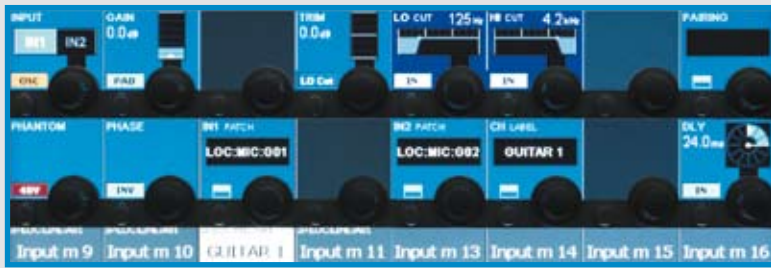 INPUT GAIN TRIM LO CUT 125Hz HI CUT 4.2kHz PAIRING
IN1 IN2 0.0dB 0.0dB
OSC PAD LO Cut IN IN
PHANTOM PHASE IN1 PATCH IN2 PATCH CH LABEL DLY
24.0ms
LOC:MIC:001 LOC:MIC:002 GUITAR 1
48V INV IN
Input m 9 Input m 10 GUITAR 1 Input m 11 Input m 13 Input m 14 Input m 15 Input m 16